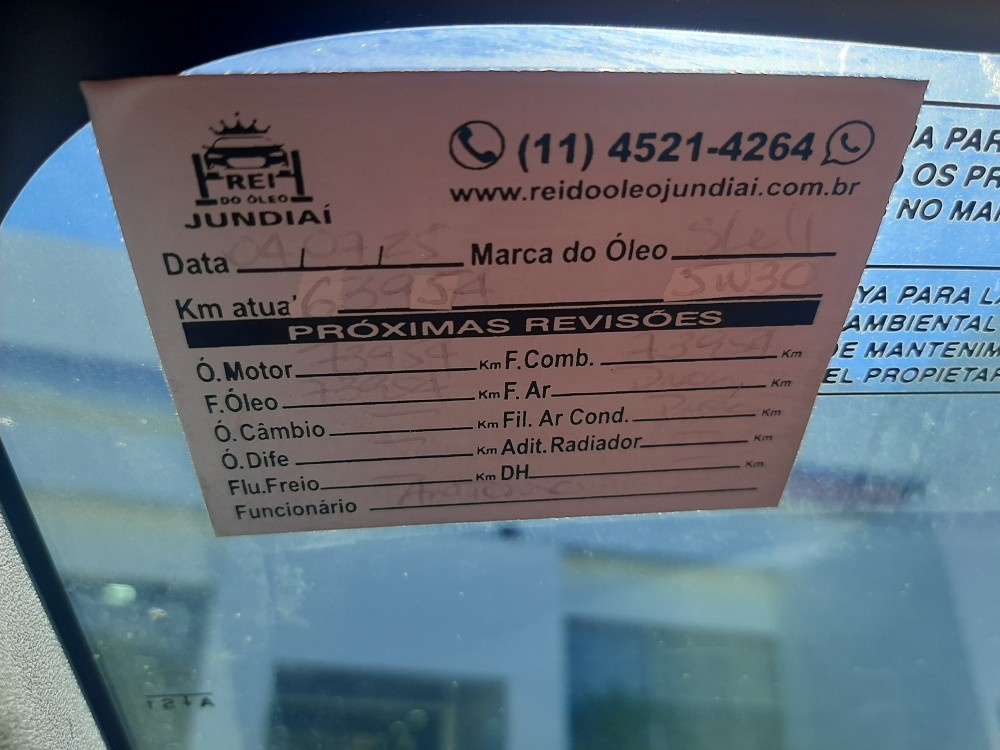 REI
DO ÓLEO
JUNDIAÍ
(11) 4521-4264
www.reidooleojundiai.com.br
Data 04/07/25 Marca do Óleo Shell
Km atua 63954 5W30
PRÓXIMAS REVISÕES
Ó.Motor 73954 Km F.Comb. 73954 Km
F.Óleo 73954 Km F. Ar Km
Ó.Câmbio Km Fil. Ar Cond. Km
Ó.Dife Km Adit.Radiador Km
Flu.Freio Km DH Km
Funcionário
A PAR
OS PR
NO MA
YA PARA L
AMBIENTAL
DE MANTENIM
EL PROPIETAR